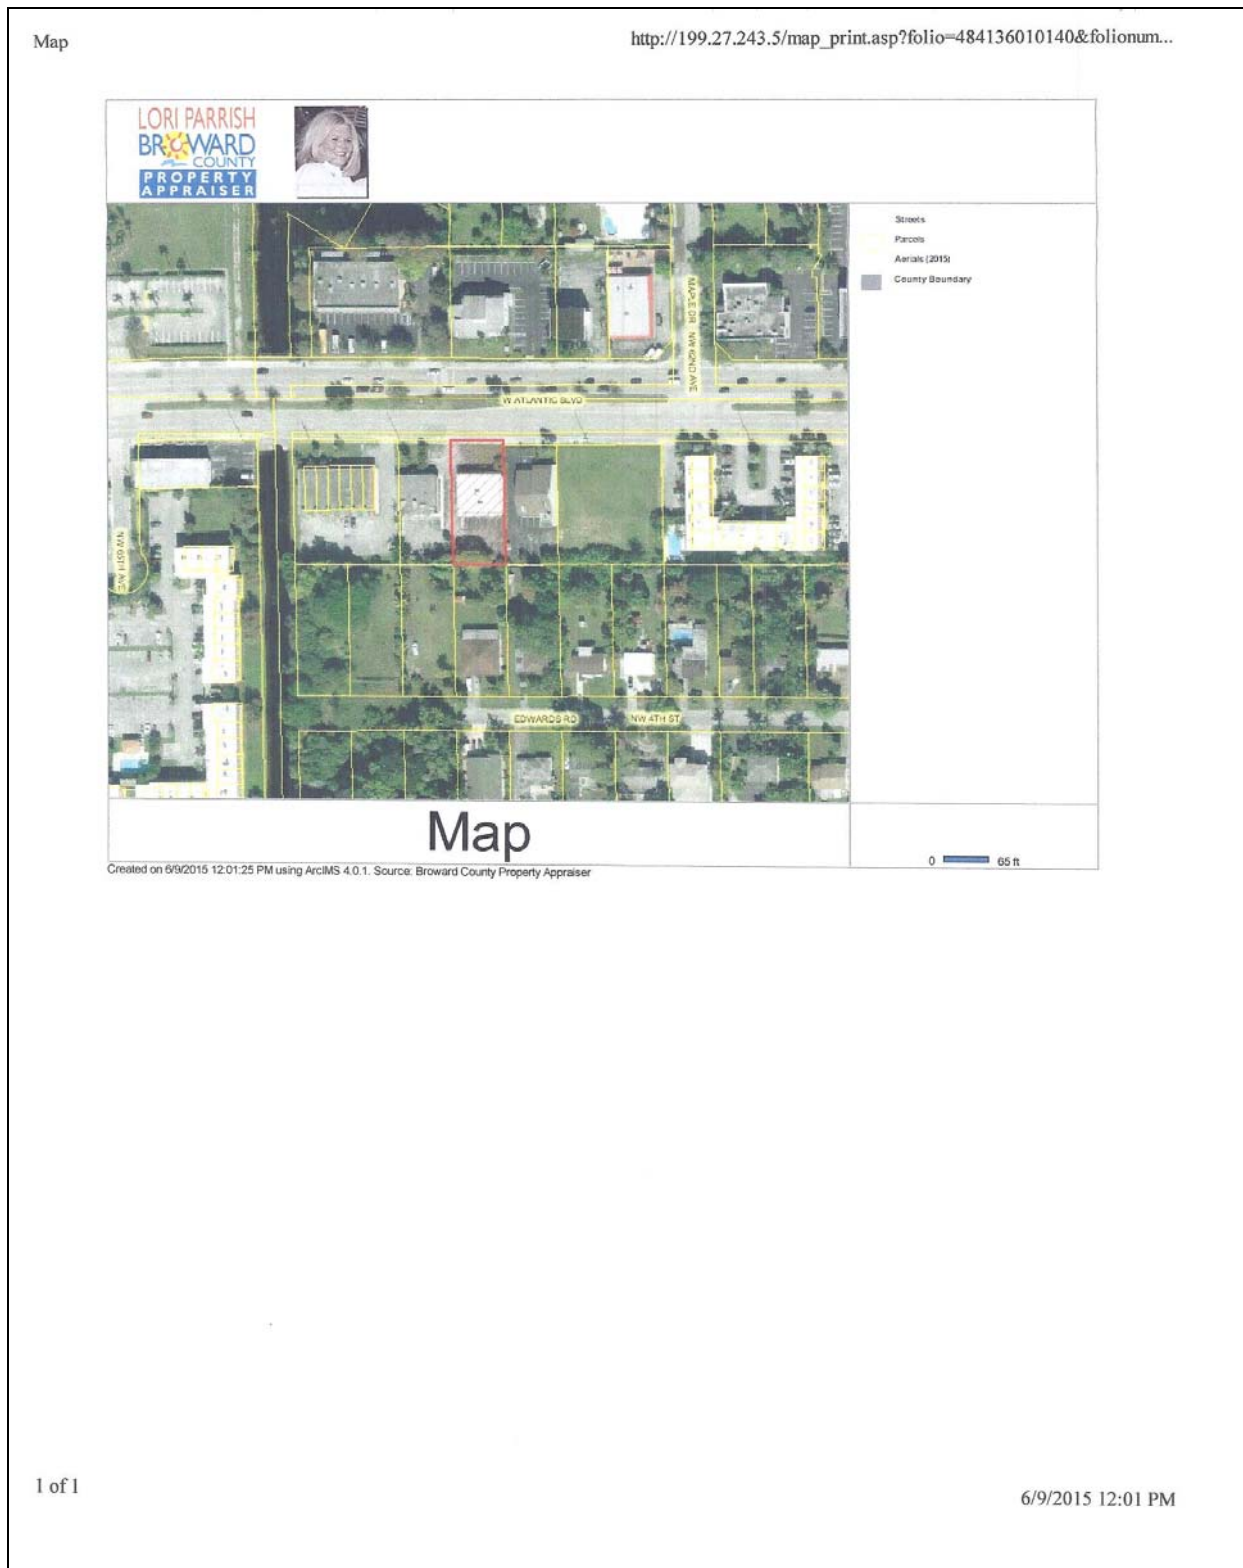 Map
http://199.27.243.5/map_print.asp?folio=484136010140&folionum...
LORI PARRISH
BROWARD
COUNTY
PROPERTY
APPRAISER
Streets
Parcels
Aerials (2015)
County Boundary
MAPLE DR NW 62ND AVE
W ATLANTIC BLVD
NW 65TH AVE
EDWARDS RD
NW 4TH ST
Map
0 65 ft
Created on 6/9/2015 12:01:25 PM using ArcIMS 4.0.1. Source: Broward County Property Appraiser
1 of 1
6/9/2015 12:01 PM